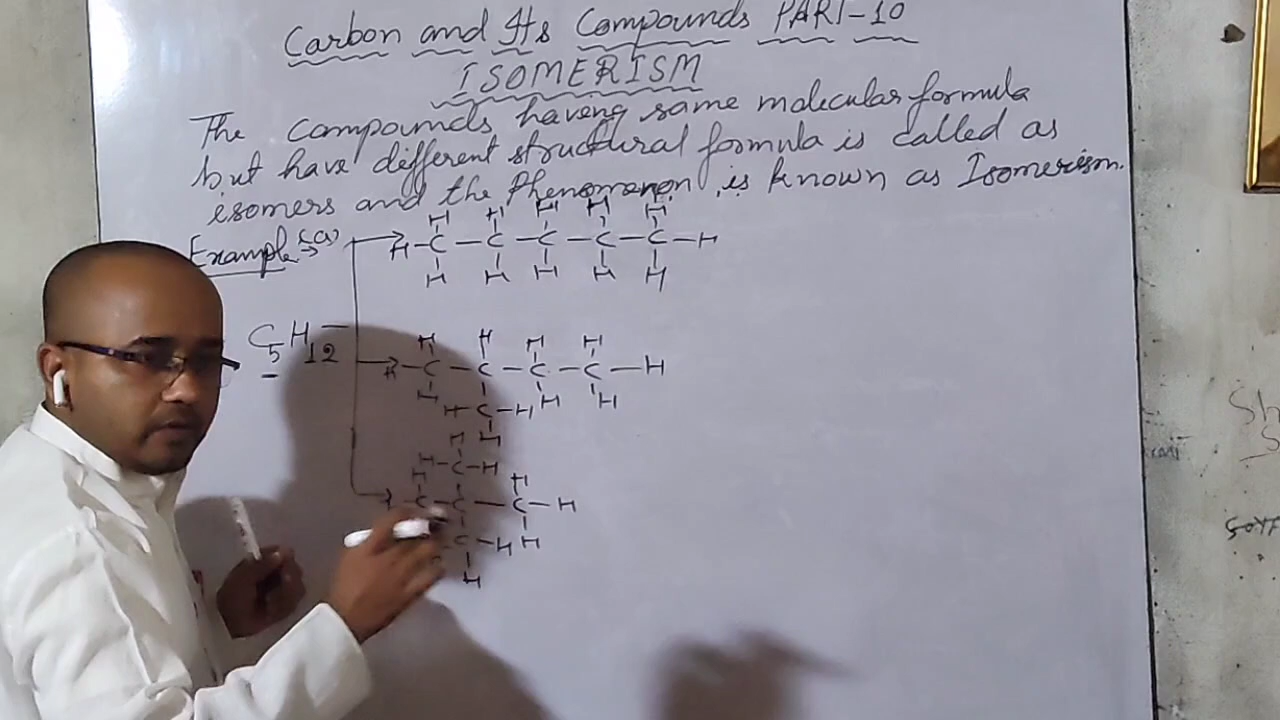 Carbon and Its Compounds PART-10
ISOMERISM
The compounds having same molecular formula
but have different structural formula is called as
isomers and the Phenomenon is known as Isomerism.
Example (a)
H H H H H
H-C-C-C-C-C-H
H H H H H
C5H12
H H H H
H-C-C-C-C-H
H H H
H-C-H
H
H
H-C-H
H H
C-C-C-H
C-H H
H